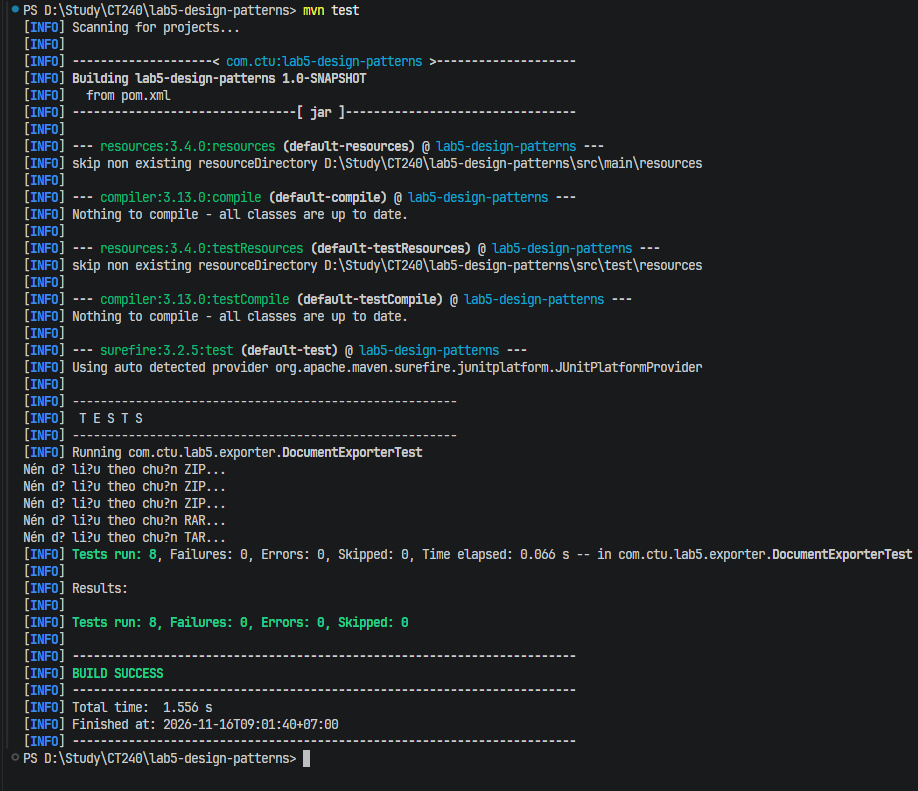 PS D:\Study\CT240\lab5-design-patterns> mvn test
[INFO] Scanning for projects...
[INFO]
[INFO] -------------------< com.ctu:lab5-design-patterns >--------------------
[INFO] Building lab5-design-patterns 1.0-SNAPSHOT
[INFO]   from pom.xml
[INFO] --------------------------------[ jar ]---------------------------------
[INFO]
[INFO] --- resources:3.4.0:resources (default-resources) @ lab5-design-patterns ---
[INFO] skip non existing resourceDirectory D:\Study\CT240\lab5-design-patterns\src\main\resources
[INFO]
[INFO] --- compiler:3.13.0:compile (default-compile) @ lab5-design-patterns ---
[INFO] Nothing to compile - all classes are up to date.
[INFO]
[INFO] --- resources:3.4.0:testResources (default-testResources) @ lab5-design-patterns ---
[INFO] skip non existing resourceDirectory D:\Study\CT240\lab5-design-patterns\src\test\resources
[INFO]
[INFO] --- compiler:3.13.0:testCompile (default-testCompile) @ lab5-design-patterns ---
[INFO] Nothing to compile - all classes are up to date.
[INFO]
[INFO] --- surefire:3.2.5:test (default-test) @ lab5-design-patterns ---
[INFO] Using auto detected provider org.apache.maven.surefire.junitplatform.JUnitPlatformProvider
[INFO]
[INFO] -------------------------------------------------------
[INFO]  T E S T S
[INFO] -------------------------------------------------------
[INFO] Running com.ctu.lab5.exporter.DocumentExporterTest
Nén d? li?u theo chu?n ZIP...
Nén d? li?u theo chu?n ZIP...
Nén d? li?u theo chu?n ZIP...
Nén d? li?u theo chu?n RAR...
Nén d? li?u theo chu?n TAR...
[INFO] Tests run: 8, Failures: 0, Errors: 0, Skipped: 0, Time elapsed: 0.066 s -- in com.ctu.lab5.exporter.DocumentExporterTest
[INFO]
[INFO] Results:
[INFO]
[INFO] Tests run: 8, Failures: 0, Errors: 0, Skipped: 0
[INFO]
[INFO] ------------------------------------------------------------------------
[INFO] BUILD SUCCESS
[INFO] ------------------------------------------------------------------------
[INFO] Total time:  1.556 s
[INFO] Finished at: 2026-11-16T09:01:40+07:00
[INFO] ------------------------------------------------------------------------
PS D:\Study\CT240\lab5-design-patterns>